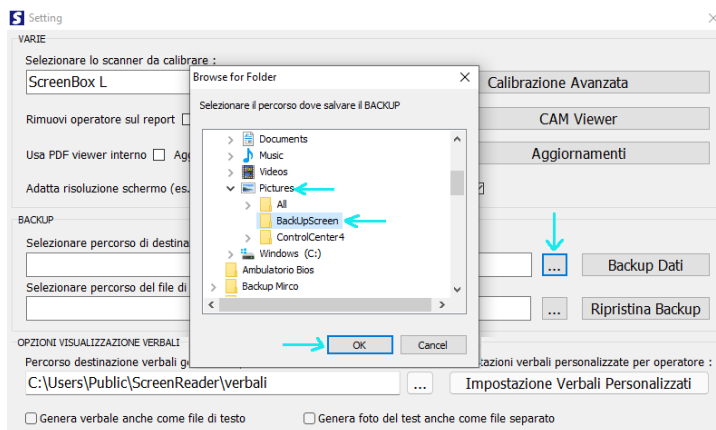 S Setting
VARIE
Selezionare lo scanner da calibrare :
ScreenBox L
Calibrazione Avanzata
Rimuovi operatore sul report
CAM Viewer
Usa PDF viewer interno
Aggiornamenti
Adatta risoluzione schermo (es.
Browse for Folder
Selezionare il percorso dove salvare il BACKUP
Documents
Music
Videos
Pictures
All
BackUpScreen
ControlCenter4
Windows (C:)
Ambulatorio Bios
Backup Mirco
OK Cancel
BACKUP
Selezionare percorso di destina
... Backup Dati
Selezionare percorso del file di
... Ripristina Backup
OPZIONI VISUALIZZAZIONE VERBALI
Percorso destinazione verbali
verbali personalizzate per operatore :
C:\Users\Public\ScreenReader\verbali ... Impostazione Verbali Personalizzati
Genera verbale anche come file di testo Genera foto del test anche come file separato